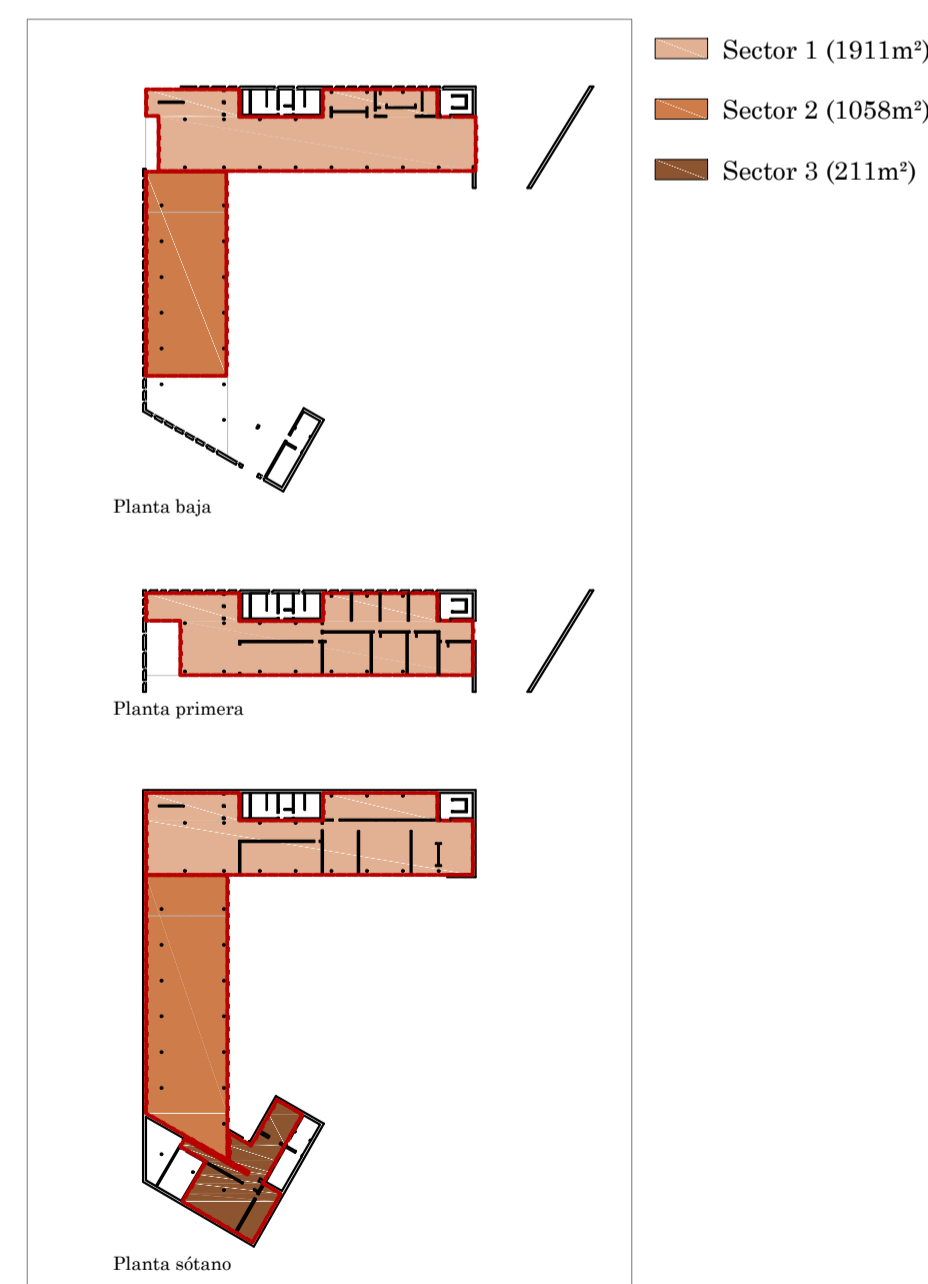 Sector 1 (1911m²)
Sector 2 (1058m²)
Sector 3 (211m²)
Planta baja
Planta primera
Planta sótano